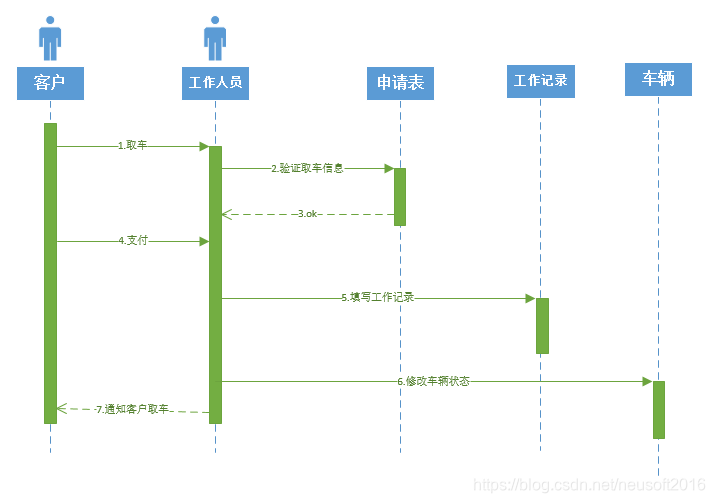 客户
工作人员
申请表
工作记录
车辆
1.取车
2.验证取车信息
3.ok
4.支付
5.填写工作记录
6.修改车辆状态
7.通知客户取车
https://blog.csdn.net/neusoft2016